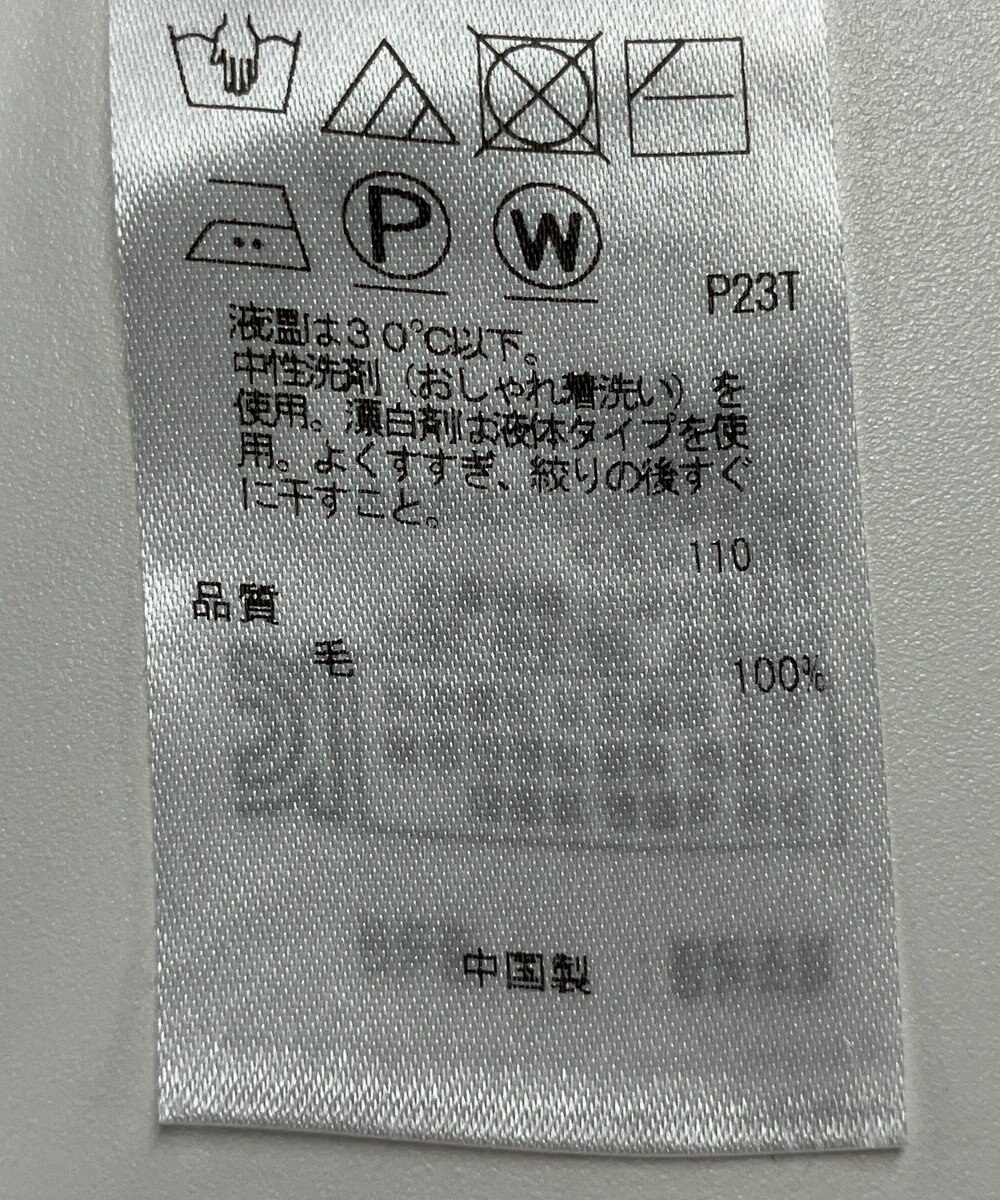 P
W
P23T
液温は30℃以下。
中性洗剤（おしゃれ着洗い）を
使用。漂白剤は液体タイプを使
用。よくすすぎ、絞りの後すぐ
に干すこと。
110
品質
毛 100%
中国製